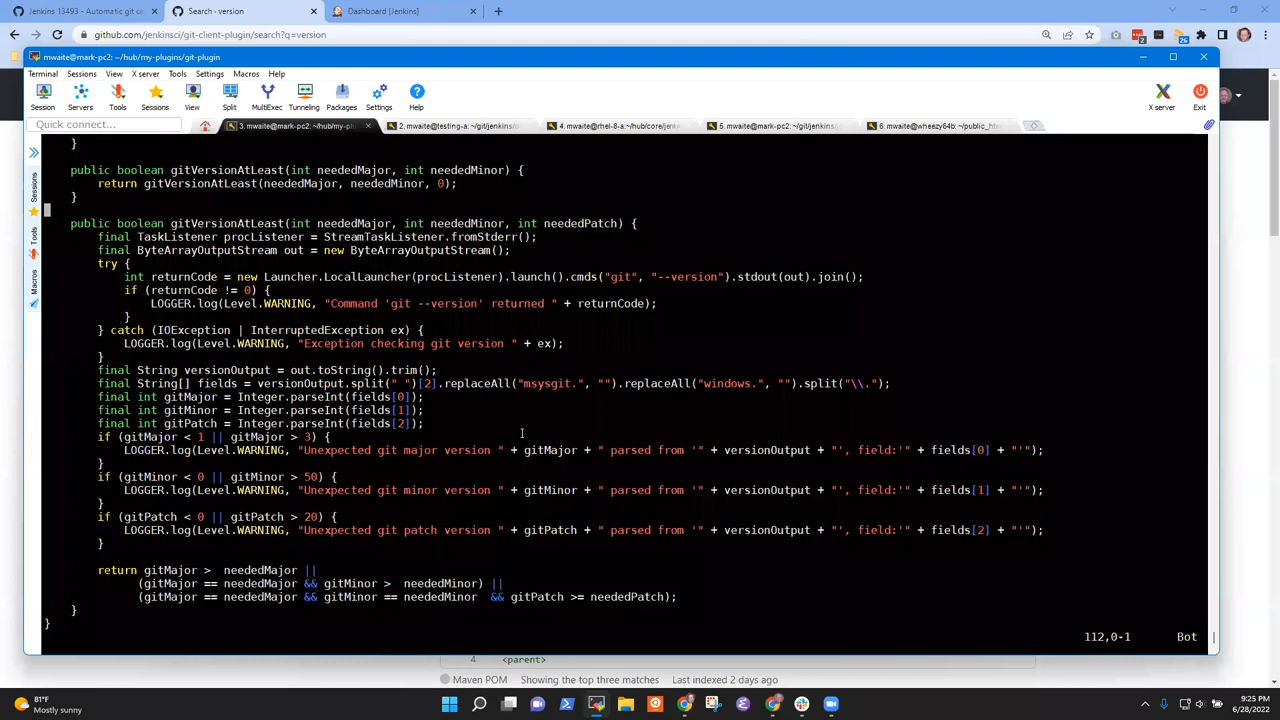 Jenkins 13493 - Automatic git c
Search · version
Dashboard [Jenkins]
github.com/jenkinsci/git-client-plugin/search?q=version
mwaite@mark-pc2: ~/hub/my-plugins/git-plugin
Terminal Sessions View X server Tools Settings Macros Help
Session Servers Tools Sessions View Split MultiExec Tunneling Packages Settings Help X server Exit
Quick connect...
3. mwaite@mark-pc2:~/hub/my-plu
2. mwaite@testing-a:~/git/jenkins/
4. mwaite@rhel-8-a:~/hub/core/jenkin
5. mwaite@mark-pc2:~/git/jenkins/
6. mwaite@wheezy64b: ~/public_ht
Sessions
Tools
Macros
}
public boolean gitVersionAtLeast(int neededMajor, int neededMinor) {
return gitVersionAtLeast(neededMajor, neededMinor, 0);
}
public boolean gitVersionAtLeast(int neededMajor, int neededMinor, int neededPatch) {
final TaskListener procListener = StreamTaskListener.fromStderr();
final ByteArrayOutputStream out = new ByteArrayOutputStream();
try {
int returnCode = new Launcher.LocalLauncher(procListener).launch().cmds("git", "--version").stdout(out).join();
if (returnCode != 0) {
LOGGER.log(Level.WARNING, "Command 'git --version' returned " + returnCode);
}
} catch (IOException | InterruptedException ex) {
LOGGER.log(Level.WARNING, "Exception checking git version " + ex);
}
final String versionOutput = out.toString().trim();
final String[] fields = versionOutput.split(" ")[2].replaceAll("msysgit.", "").replaceAll("windows.", "").split("\\.");
final int gitMajor = Integer.parseInt(fields[0]);
final int gitMinor = Integer.parseInt(fields[1]);
final int gitPatch = Integer.parseInt(fields[2]);
if (gitMajor < 1 || gitMajor > 3) {
LOGGER.log(Level.WARNING, "Unexpected git major version " + gitMajor + " parsed from '" + versionOutput + "', field:'" + fields[0] + "'");
}
if (gitMinor < 0 || gitMinor > 50) {
LOGGER.log(Level.WARNING, "Unexpected git minor version " + gitMinor + " parsed from '" + versionOutput + "', field:'" + fields[1] + "'");
}
if (gitPatch < 0 || gitPatch > 20) {
LOGGER.log(Level.WARNING, "Unexpected git patch version " + gitPatch + " parsed from '" + versionOutput + "', field:'" + fields[2] + "'");
}
return gitMajor >  neededMajor ||
(gitMajor == neededMajor && gitMinor >  neededMinor) ||
(gitMajor == neededMajor && gitMinor == neededMinor  && gitPatch >= neededPatch);
}
}
112,0-1 Bot
4 <parent>
Maven POM Showing the top three matches Last indexed 2 days ago
81°F
Mostly sunny
9:25 PM
6/28/2022